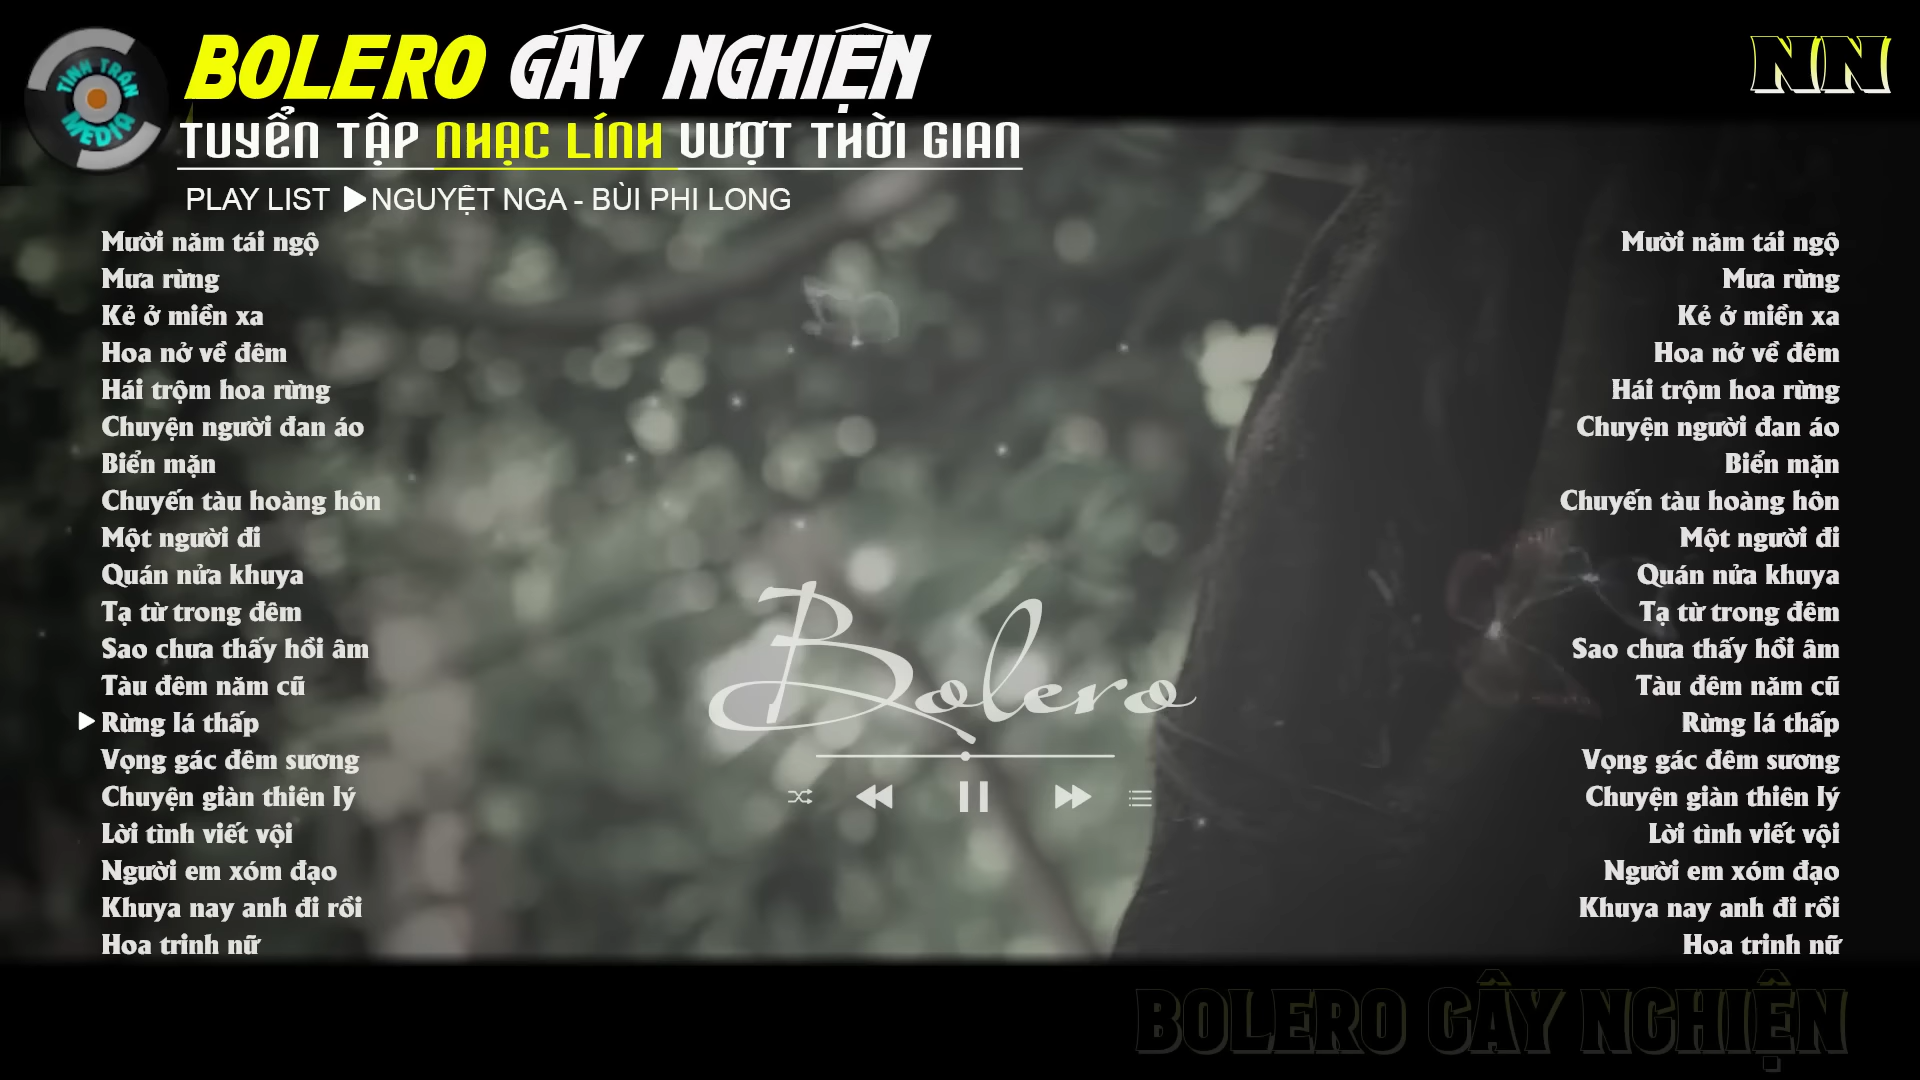 TÌNH TRẦN
MEDIA
BOLERO GÂY NGHIỆN
NN
TUYỂN TẬP NHẠC LÍNH VƯỢT THỜI GIAN
PLAY LIST ▶NGUYỆT NGA - BÙI PHI LONG
Mười năm tái ngộ
Mưa rừng
Kẻ ở miền xa
Hoa nở về đêm
Hái trộm hoa rừng
Chuyện người đan áo
Biển mặn
Chuyến tàu hoàng hôn
Một người đi
Quán nửa khuya
Tạ từ trong đêm
Sao chưa thấy hồi âm
Tàu đêm năm cũ
Rừng lá thấp
Vọng gác đêm sương
Chuyện giàn thiên lý
Lời tình viết vội
Người em xóm đạo
Khuya nay anh đi rồi
Hoa trinh nữ
Bolero
Mười năm tái ngộ
Mưa rừng
Kẻ ở miền xa
Hoa nở về đêm
Hái trộm hoa rừng
Chuyện người đan áo
Biển mặn
Chuyến tàu hoàng hôn
Một người đi
Quán nửa khuya
Tạ từ trong đêm
Sao chưa thấy hồi âm
Tàu đêm năm cũ
Rừng lá thấp
Vọng gác đêm sương
Chuyện giàn thiên lý
Lời tình viết vội
Người em xóm đạo
Khuya nay anh đi rồi
Hoa trinh nữ
BOLERO GÂY NGHIỆN